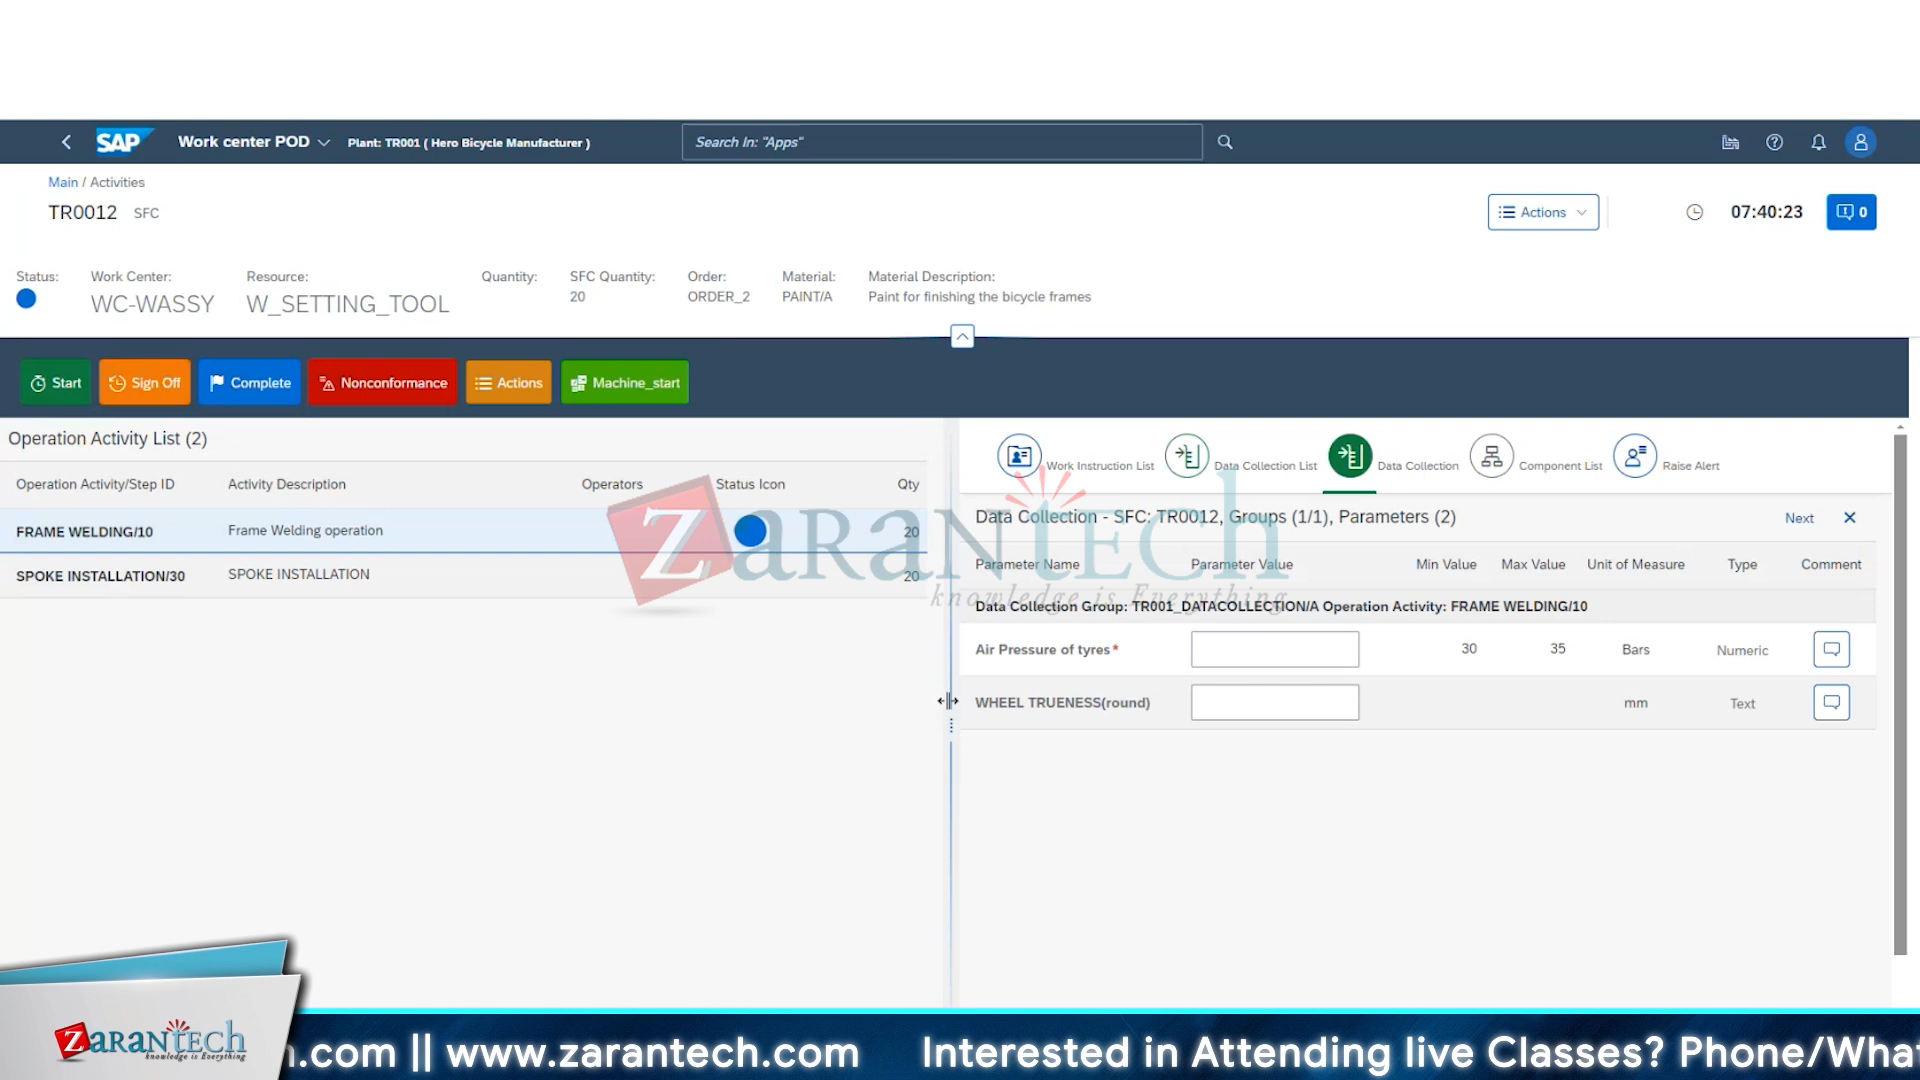 SAP Work center POD Plant: TR001 ( Hero Bicycle Manufacturer ) Search In: "Apps"
Main / Activities
TR0012 SFC Actions 07:40:23 0
Status: Work Center: Resource: Quantity: SFC Quantity: Order: Material: Material Description:
WC-WASSY W_SETTING_TOOL 20 ORDER_2 PAINT/A Paint for finishing the bicycle frames
Start Sign Off Complete Nonconformance Actions Machine_start
Operation Activity List (2)
Operation Activity/Step ID Activity Description Operators Status Icon Qty
FRAME WELDING/10 Frame Welding operation 20
SPOKE INSTALLATION/30 SPOKE INSTALLATION 20
Work Instruction List Data Collection List Data Collection Component List Raise Alert
Data Collection - SFC: TR0012, Groups (1/1), Parameters (2) Next
Parameter Name Parameter Value Min Value Max Value Unit of Measure Type Comment
Data Collection Group: TR001_DATACOLLECTION/A Operation Activity: FRAME WELDING/10
Air Pressure of tyres* 30 35 Bars Numeric
WHEEL TRUENESS(round) mm Text
ZaranTech
knowledge is Everything
ZaranTech
knowledge is Everything
.com || www.zarantech.com Interested in Attending live Classes? Phone/What